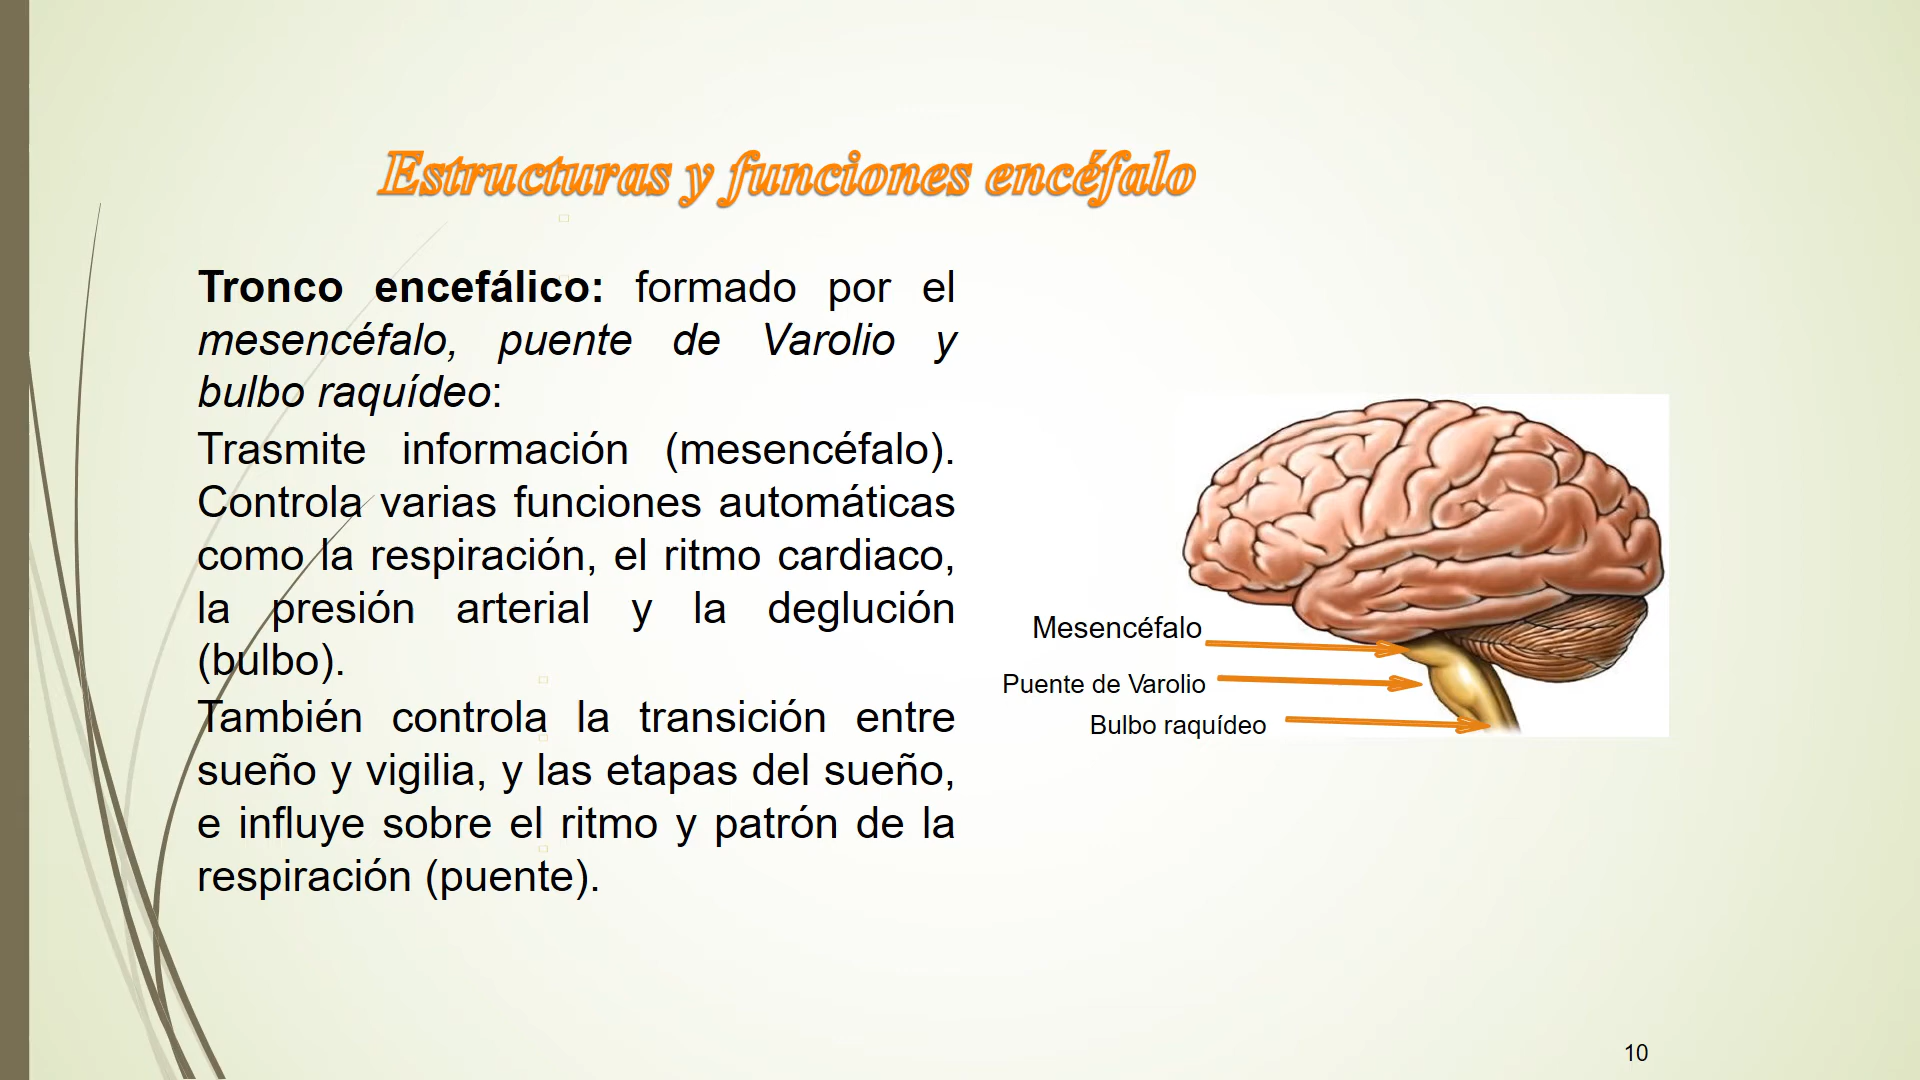 Estructuras y funciones encéfalo
Tronco encefálico: formado por el
mesencéfalo, puente de Varolio y
bulbo raquídeo:
Trasmite información (mesencéfalo).
Controla varias funciones automáticas
como la respiración, el ritmo cardiaco,
la presión arterial y la deglución
(bulbo).
También controla la transición entre
sueño y vigilia, y las etapas del sueño,
e influye sobre el ritmo y patrón de la
respiración (puente).
Mesencéfalo
Puente de Varolio
Bulbo raquídeo
10